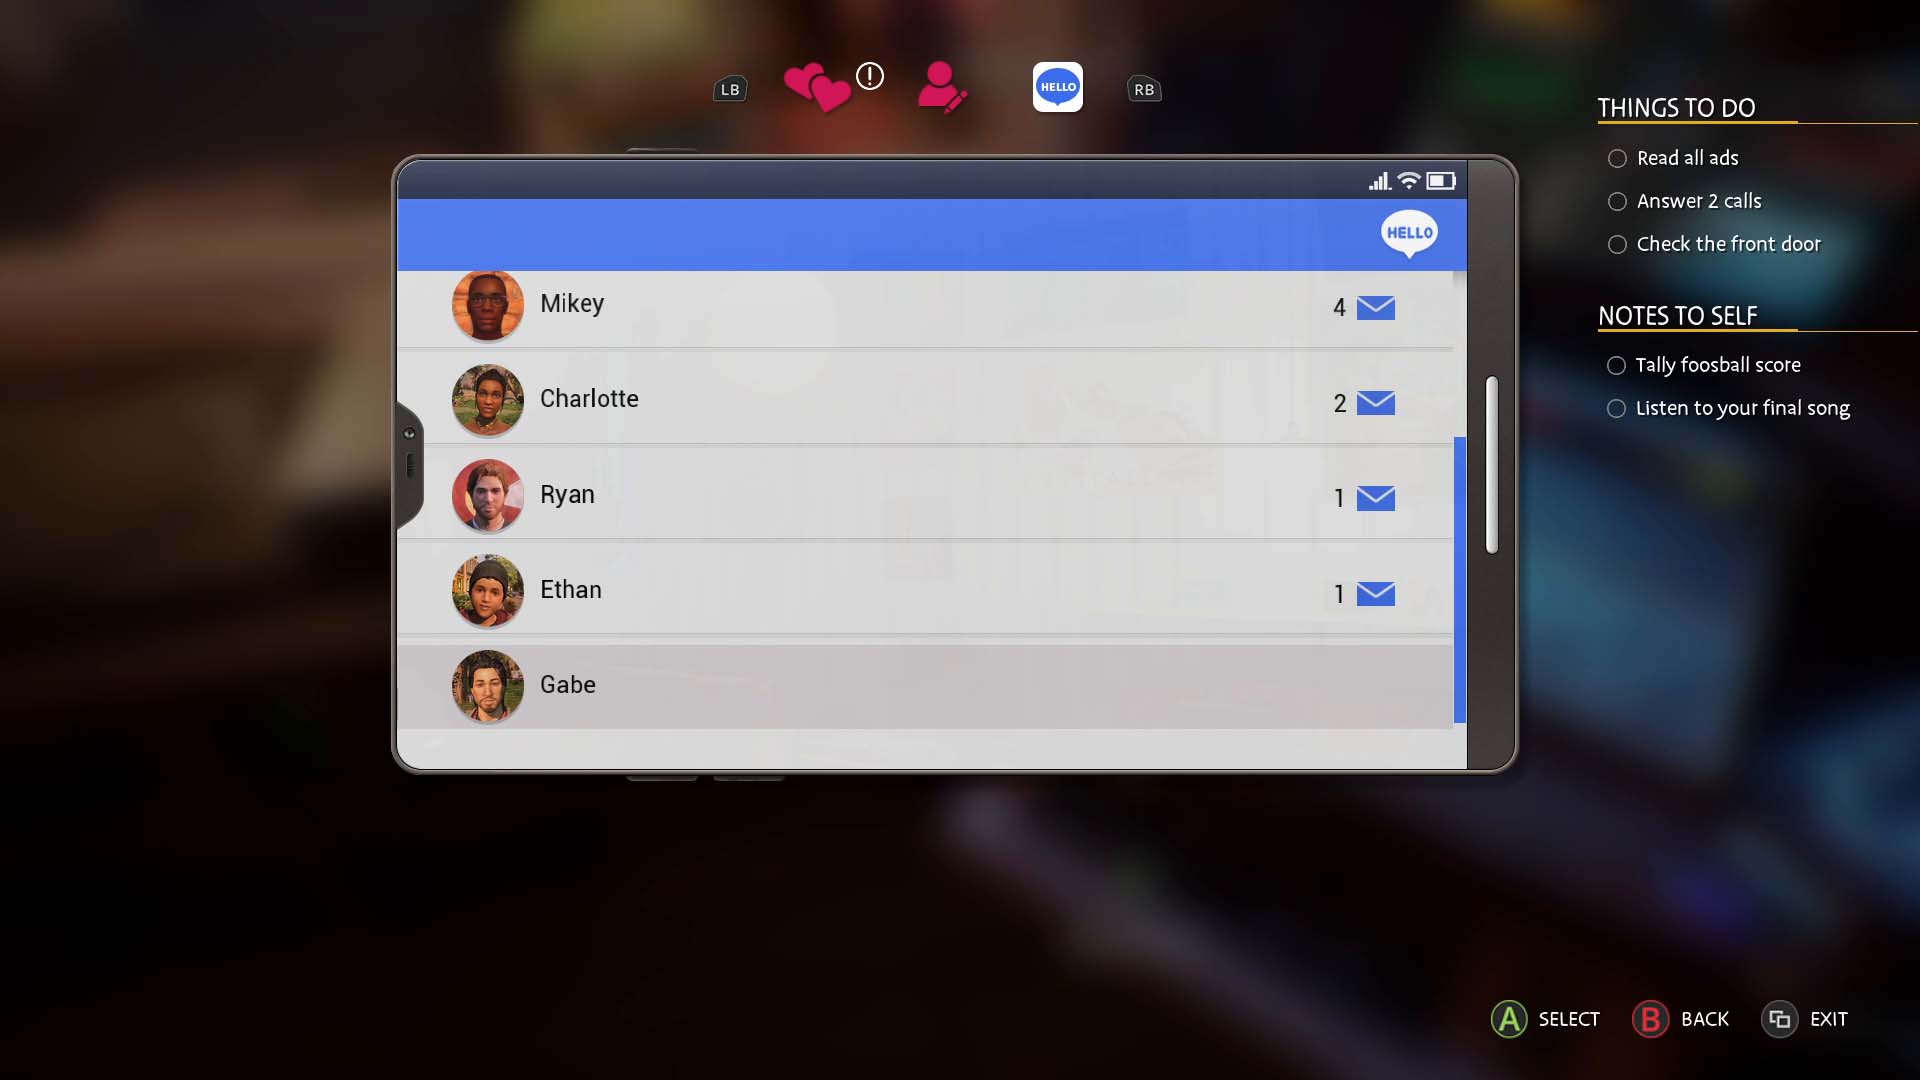 LB
HELLO
RB
HELLO
Mikey
4
Charlotte
2
Ryan
1
Ethan
1
Gabe
THINGS TO DO
Read all ads
Answer 2 calls
Check the front door
NOTES TO SELF
Tally foosball score
Listen to your final song
A SELECT
B BACK
EXIT